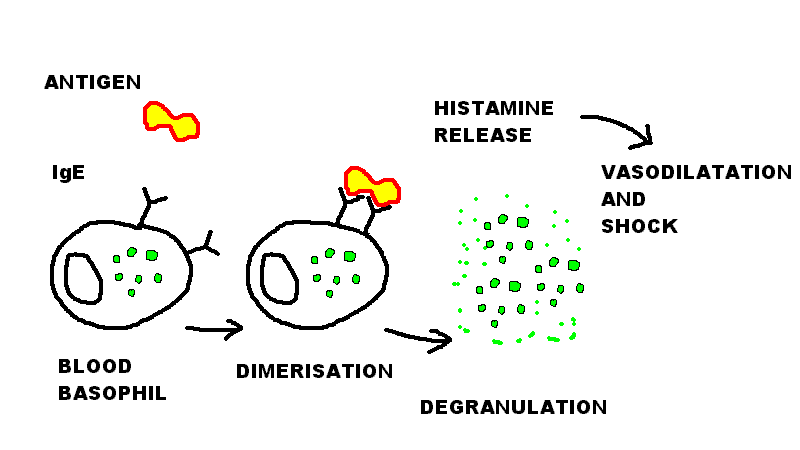 ANTIGEN
IgE
BLOOD
BASOPHIL
DIMERISATION
DEGRANULATION
HISTAMINE
RELEASE
VASODILATATION
AND
SHOCK